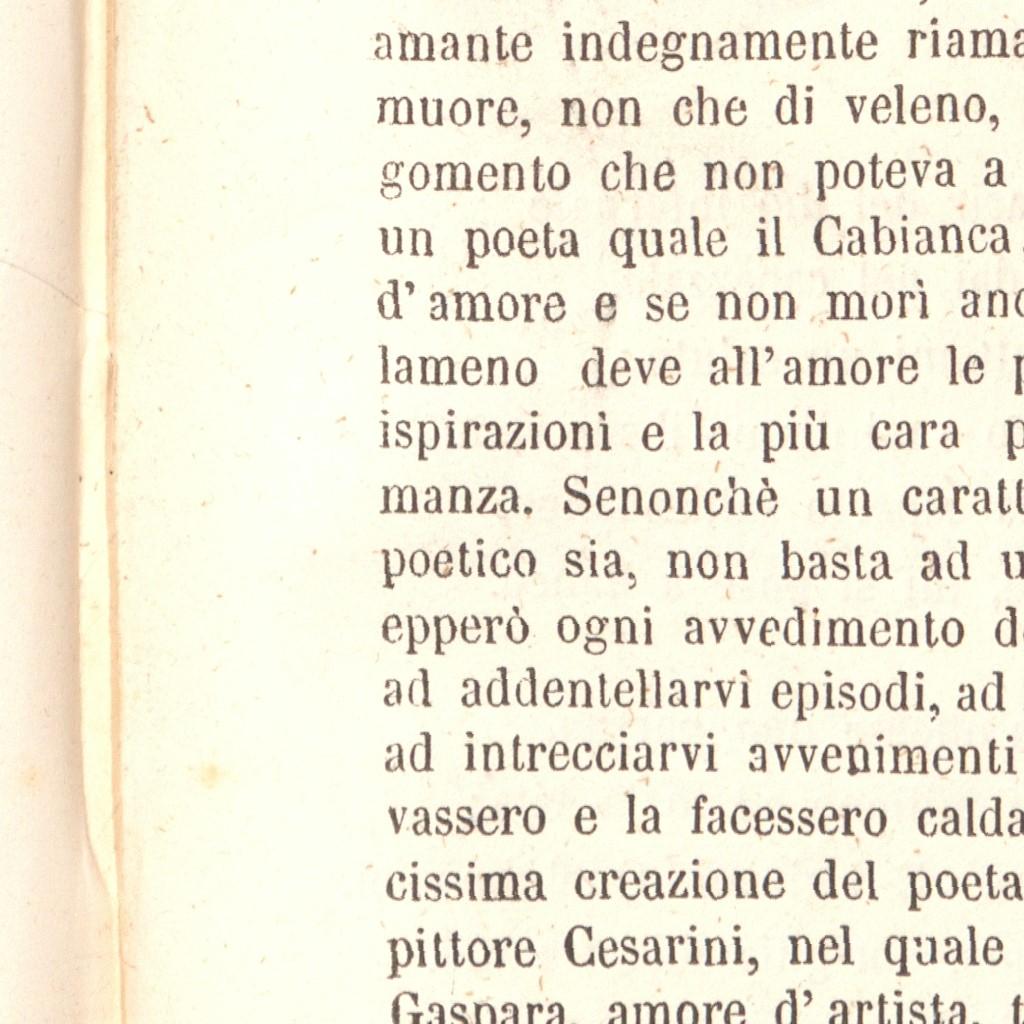 amante indegnamente riama
muore, non che di veleno,
gomento che non poteva a
un poeta quale il Cabianca.
d'amore e se non morì anc
lameno deve all'amore le p
ispirazioni e la più cara p
manza. Senonchè un caratt
poetico sia, non basta ad u
epperò ogni avvedimento d
ad addentellarvi episodi, ad
ad intrecciarvi avvenimenti
vassero e la facessero calda
cissima creazione del poeta
pittore Cesarini, nel quale
Gaspara, amore d'artista, t